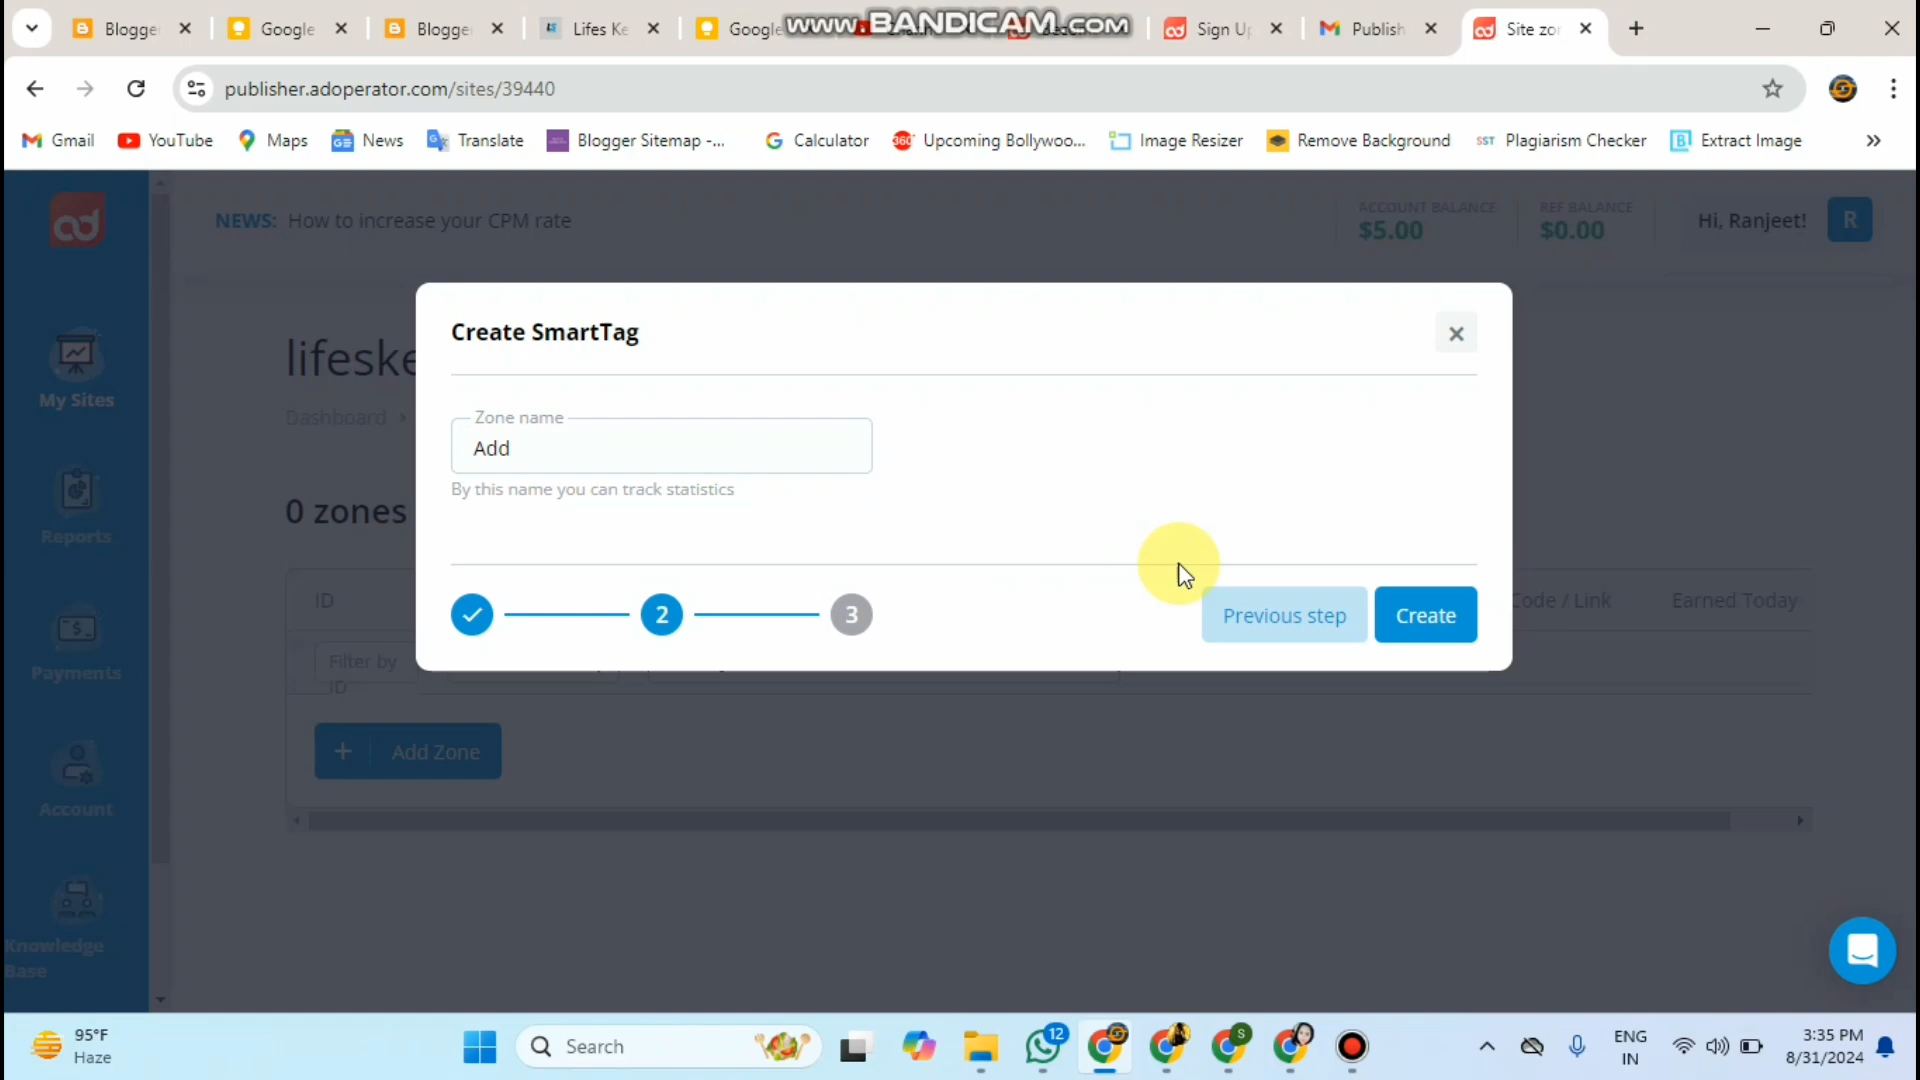 Blogge
Google
Blogge
Lifes Ke
Google
www.BANDICAM.com
Sign U
Publish
Site zor
publisher.adoperator.com/sites/39440
Gmail
YouTube
Maps
News
Translate
Blogger Sitemap -...
Calculator
Upcoming Bollywoo...
Image Resizer
Remove Background
SST Plagiarism Checker
Extract Image
ad
NEWS: How to increase your CPM rate
ACCOUNT BALANCE
$5.00
REF BALANCE
$0.00
Hi, Ranjeet!
R
My Sites
Reports
Payments
Account
Knowledge
Base
lifeske
Dashboard
0 zones
Create SmartTag
Zone name
Add
By this name you can track statistics
2
3
Previous step
Create
ID
Code / Link
Earned Today
Filter by
ID
+ Add Zone
95°F
Haze
Search
12
S
ENG
IN
3:35 PM
8/31/2024